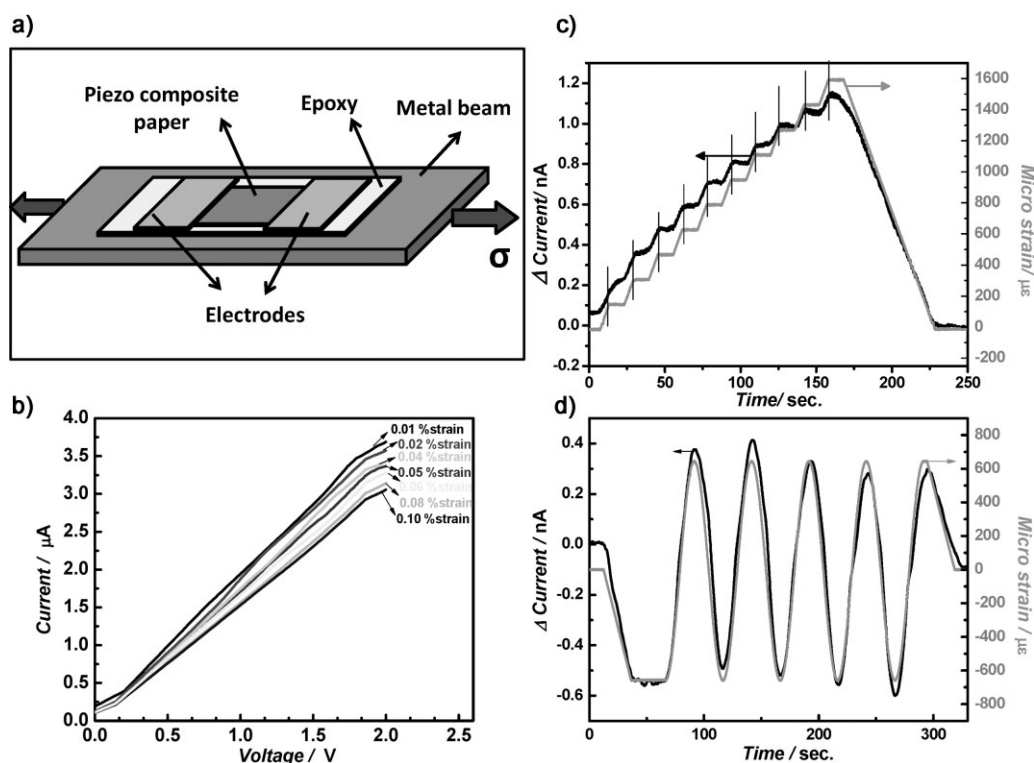 a)
Piezo composite
paper
Epoxy
Metal beam
σ
Electrodes
b)
4.0
3.5
3.0
2.5
2.0
1.5
1.0
0.5
0.0
Current / μA
0.01 %strain
0.02 %strain
0.04 %strain
0.05 %strain
0.06 %strain
0.08 %strain
0.10 %strain
0.0 0.5 1.0 1.5 2.0 2.5
Voltage / V
c)
1.2
1.0
0.8
0.6
0.4
0.2
0.0
-0.2
Δ Current/ nA
1600
1400
1200
1000
800
600
400
200
0
-200
Micro strain/ με
0 50 100 150 200 250
Time/ sec.
d)
0.4
0.2
0.0
-0.2
-0.4
-0.6
Δ Current / nA
800
600
400
200
0
-200
-400
-600
-800
Micro strain / με
0 100 200 300
Time / sec.